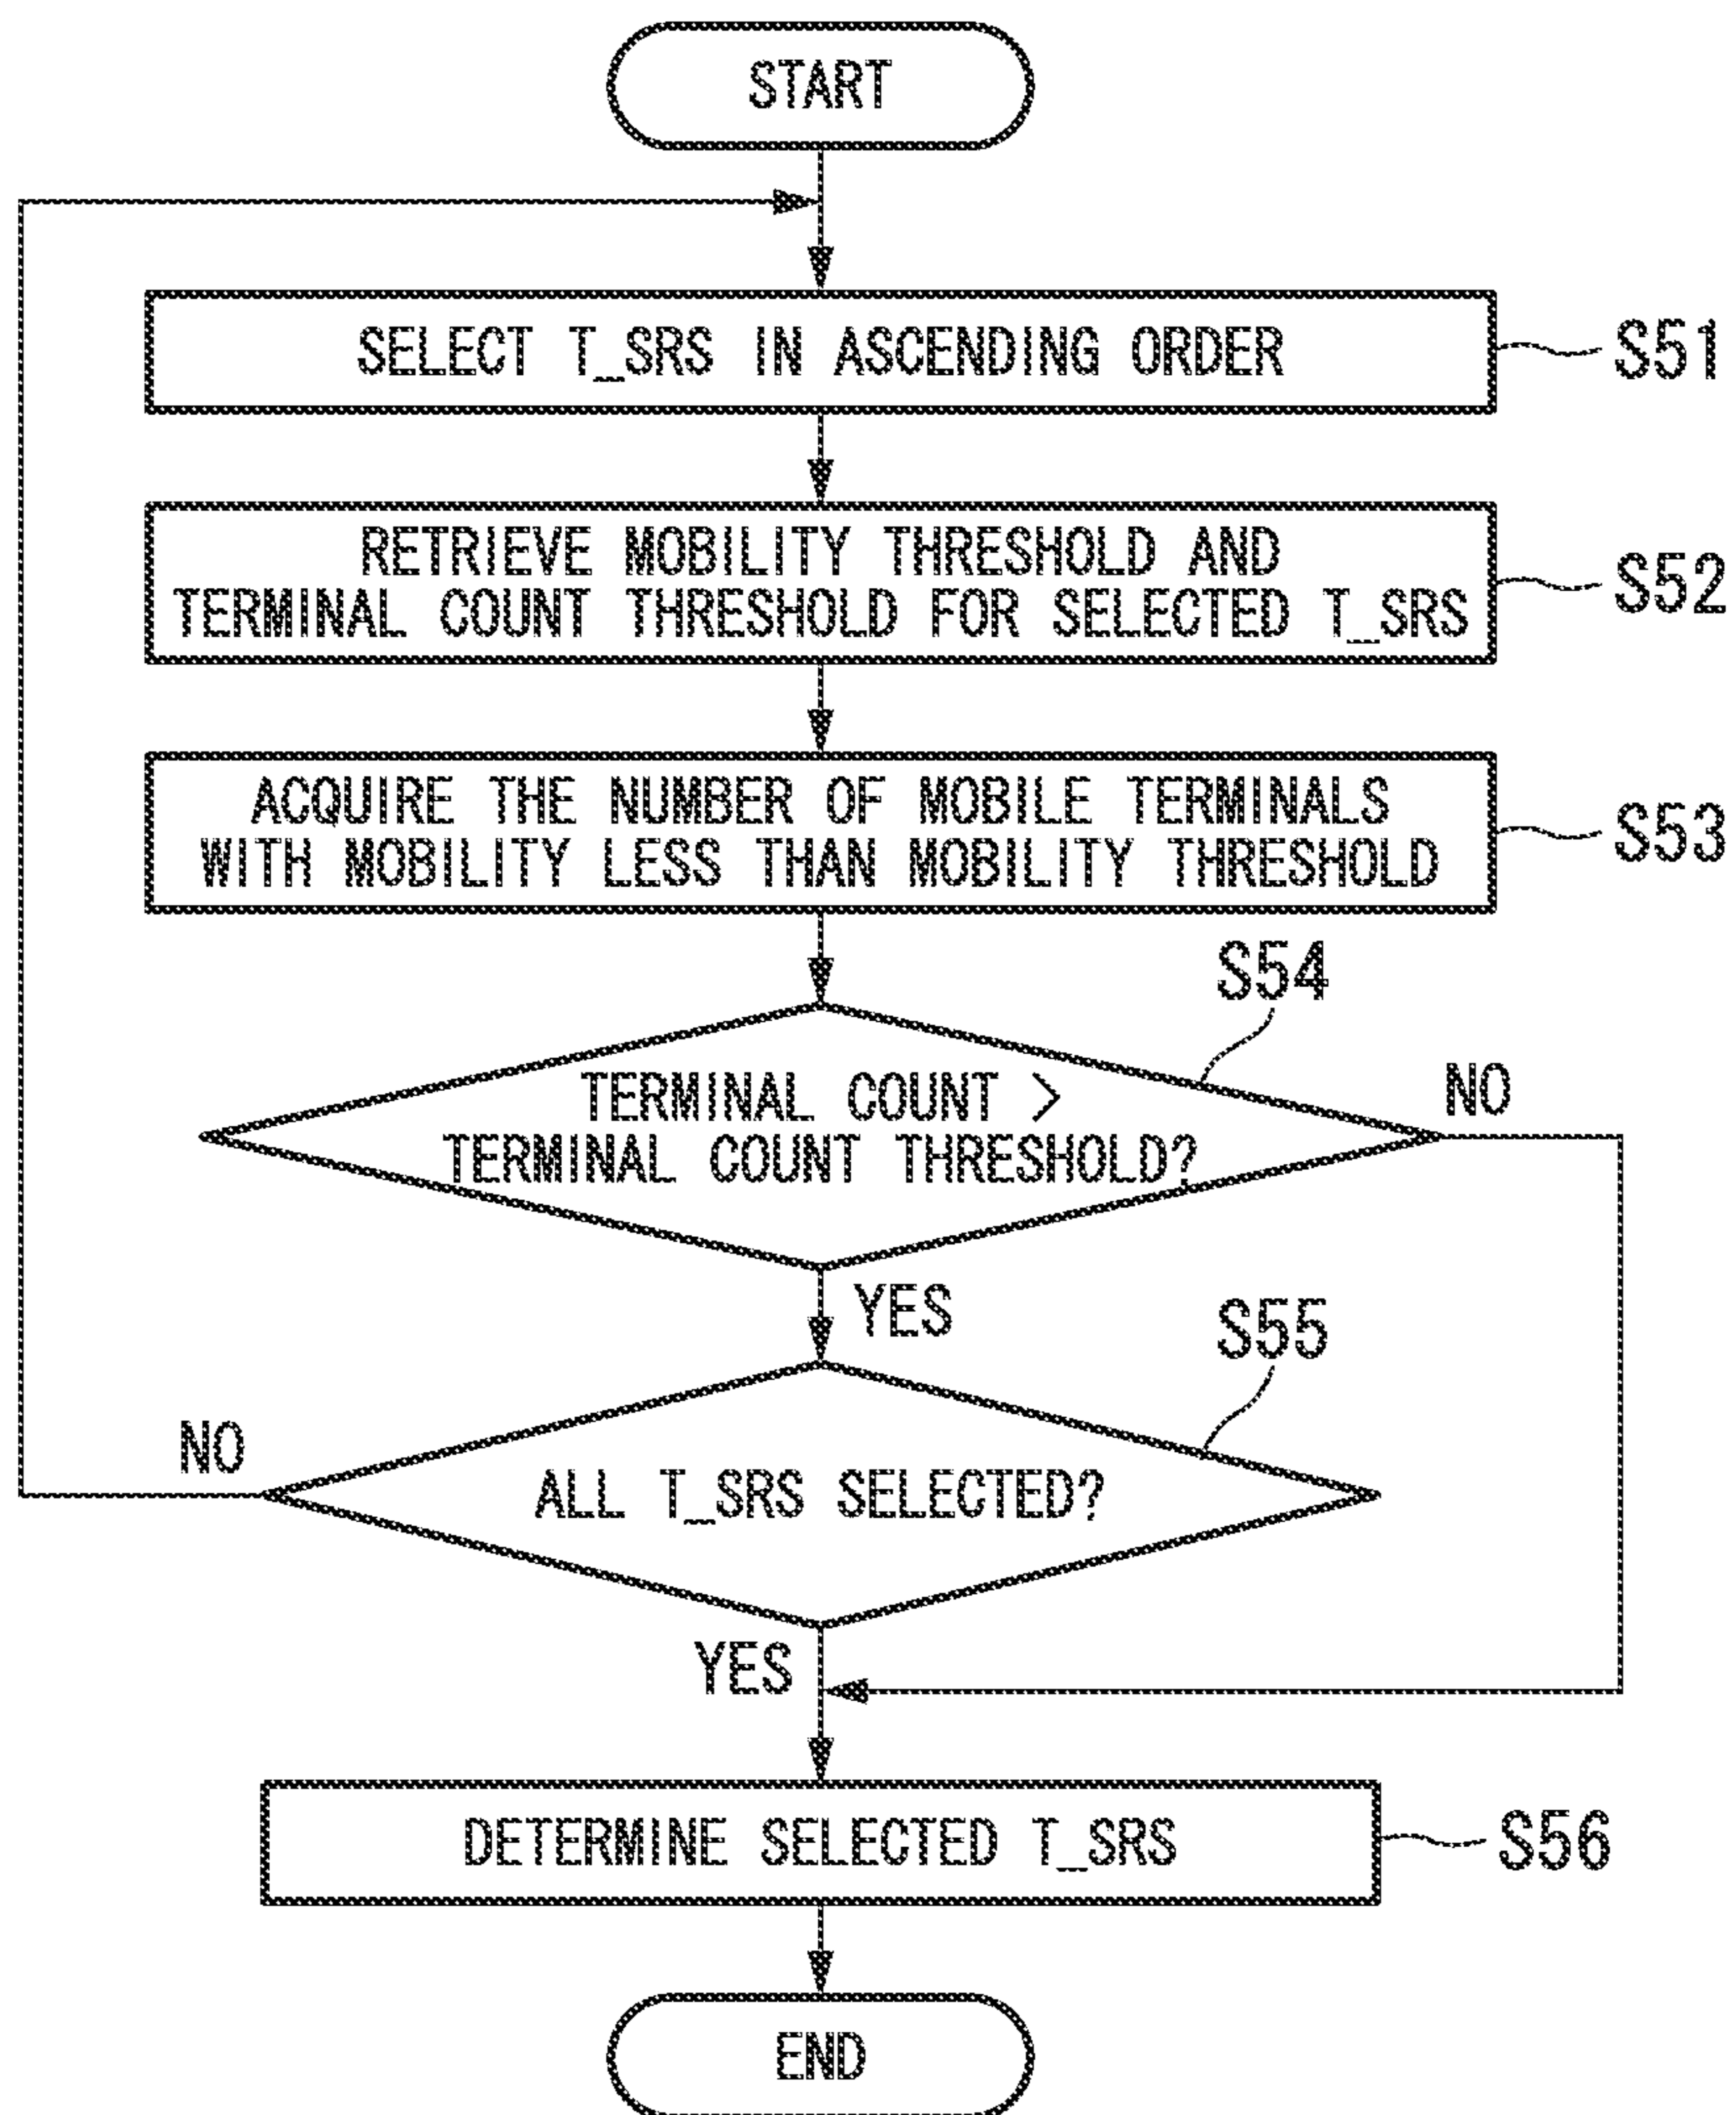 START
SELECT T_SRS IN ASCENDING ORDER
S51
RETRIEVE MOBILITY THRESHOLD AND
TERMINAL COUNT THRESHOLD FOR SELECTED T_SRS
S52
ACQUIRE THE NUMBER OF MOBILE TERMINALS
WITH MOBILITY LESS THAN MOBILITY THRESHOLD
S53
S54
TERMINAL COUNT >
TERMINAL COUNT THRESHOLD?
NO
YES
S55
NO
ALL T_SRS SELECTED?
YES
DETERMINE SELECTED T_SRS
S56
END